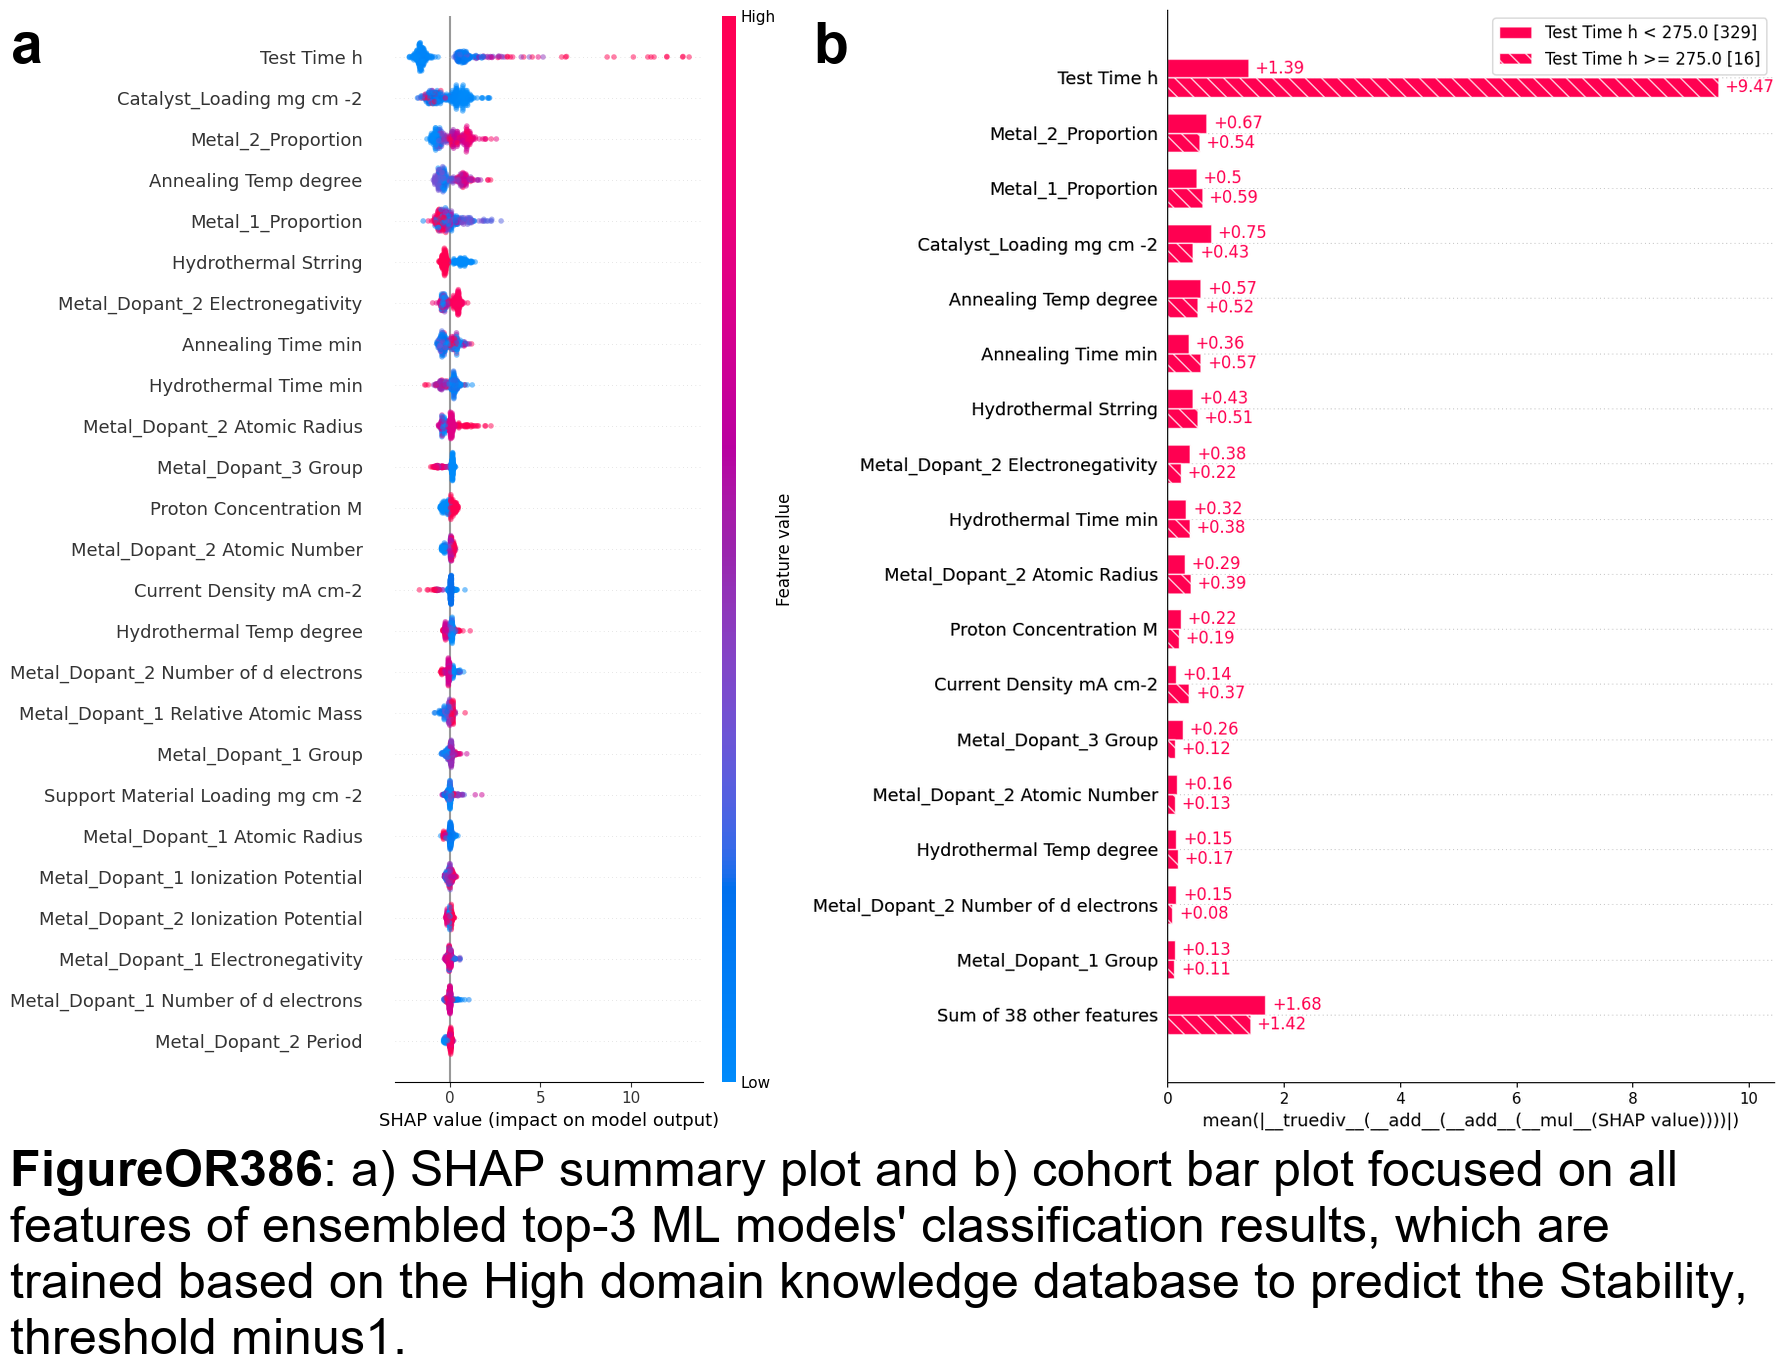 a
Test Time h
Catalyst_Loading mg cm -2
Metal_2_Proportion
Annealing Temp degree
Metal_1_Proportion
Hydrothermal Strring
Metal_Dopant_2 Electronegativity
Annealing Time min
Hydrothermal Time min
Metal_Dopant_2 Atomic Radius
Metal_Dopant_3 Group
Proton Concentration M
Metal_Dopant_2 Atomic Number
Current Density mA cm-2
Hydrothermal Temp degree
Metal_Dopant_2 Number of d electrons
Metal_Dopant_1 Relative Atomic Mass
Metal_Dopant_1 Group
Support Material Loading mg cm -2
Metal_Dopant_1 Atomic Radius
Metal_Dopant_1 Ionization Potential
Metal_Dopant_2 Ionization Potential
Metal_Dopant_1 Electronegativity
Metal_Dopant_1 Number of d electrons
Metal_Dopant_2 Period
0 5 10
SHAP value (impact on model output)
High
Feature value
Low
b
Test Time h < 275.0 [329]
Test Time h >= 275.0 [16]
Test Time h
+1.39
+9.47
Metal_2_Proportion
+0.67
+0.54
Metal_1_Proportion
+0.5
+0.59
Catalyst_Loading mg cm -2
+0.75
+0.43
Annealing Temp degree
+0.57
+0.52
Annealing Time min
+0.36
+0.57
Hydrothermal Strring
+0.43
+0.51
Metal_Dopant_2 Electronegativity
+0.38
+0.22
Hydrothermal Time min
+0.32
+0.38
Metal_Dopant_2 Atomic Radius
+0.29
+0.39
Proton Concentration M
+0.22
+0.19
Current Density mA cm-2
+0.14
+0.37
Metal_Dopant_3 Group
+0.26
+0.12
Metal_Dopant_2 Atomic Number
+0.16
+0.13
Hydrothermal Temp degree
+0.15
+0.17
Metal_Dopant_2 Number of d electrons
+0.15
+0.08
Metal_Dopant_1 Group
+0.13
+0.11
Sum of 38 other features
+1.68
+1.42
0 2 4 6 8 10
mean(|__truediv__(__add__(__add__(__mul__(SHAP value))))|)
FigureOR386: a) SHAP summary plot and b) cohort bar plot focused on all
features of ensembled top-3 ML models' classification results, which are
trained based on the High domain knowledge database to predict the Stability,
threshold minus1.